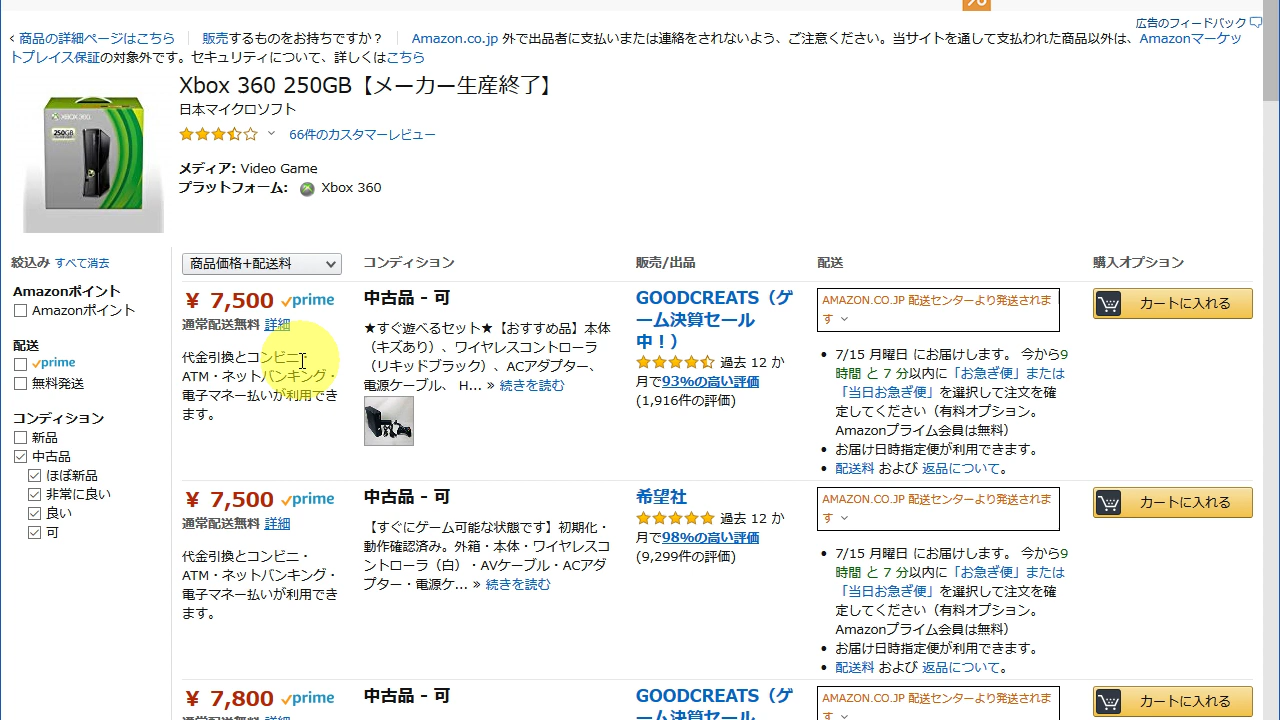 広告のフィードバック
‹ 商品の詳細ページはこちら 販売するものをお持ちですか？ Amazon.co.jp 外で出品者に支払いまたは連絡をされないよう、ご注意ください。当サイトを通して支払われた商品以外は、Amazonマーケッ
トプレイス保証の対象外です。セキュリティについて、詳しくはこちら
Xbox 360 250GB【メーカー生産終了】
日本マイクロソフト
66件のカスタマーレビュー
メディア: Video Game
プラットフォーム: Xbox 360
XBOX 360
250GB
絞込み すべて消去
Amazonポイント
Amazonポイント
配送
prime
無料発送
コンディション
新品
中古品
ほぼ新品
非常に良い
良い
可
商品価格+配送料 コンディション 販売/出品 配送 購入オプション
￥ 7,500 prime
通常配送無料 詳細
代金引換とコンビニ・
ATM・ネットバンキング・
電子マネー払いが利用でき
ます。
中古品 - 可
★すぐ遊べるセット★【おすすめ品】本体
（キズあり）、ワイヤレスコントローラ
（リキッドブラック）、ACアダプター、
電源ケーブル、 H... » 続きを読む
GOODCREATS（ゲ
ーム決算セール
中！）
過去 12 か
月で93%の高い評価
(1,916件の評価)
AMAZON.CO.JP 配送センターより発送されま
す
• 7/15 月曜日 にお届けします。 今から9
時間 と 7 分以内に「お急ぎ便」または
「当日お急ぎ便」を選択して注文を確
定してください（有料オプション。
Amazonプライム会員は無料）
• お届け日時指定便が利用できます。
• 配送料 および 返品について。
カートに入れる
￥ 7,500 prime
通常配送無料 詳細
代金引換とコンビニ・
ATM・ネットバンキング・
電子マネー払いが利用でき
ます。
中古品 - 可
【すぐにゲーム可能な状態です】初期化・
動作確認済み。外箱・本体・ワイヤレスコ
ントローラ（白）・AVケーブル・ACアダ
プター・電源ケ... » 続きを読む
希望社
過去 12 か
月で98%の高い評価
(9,299件の評価)
AMAZON.CO.JP 配送センターより発送されま
す
• 7/15 月曜日 にお届けします。 今から9
時間 と 7 分以内に「お急ぎ便」または
「当日お急ぎ便」を選択して注文を確
定してください（有料オプション。
Amazonプライム会員は無料）
• お届け日時指定便が利用できます。
• 配送料 および 返品について。
カートに入れる
￥ 7,800 prime
通常配送無料 詳細
中古品 - 可
GOODCREATS（ゲ
ーム決算セール
AMAZON.CO.JP 配送センターより発送されま
す
カートに入れる